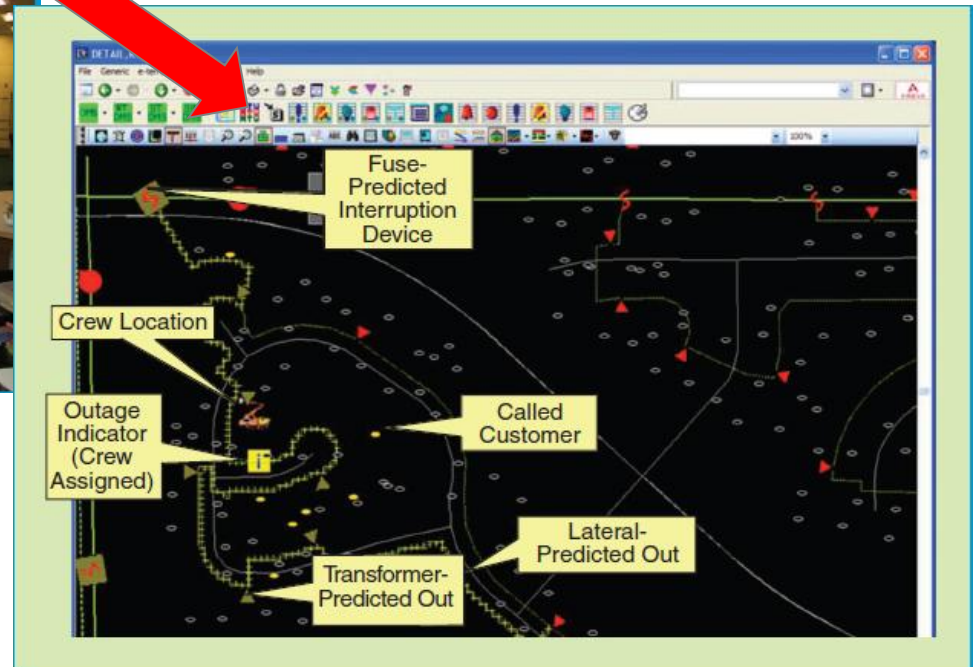 DETAIL
File Generic Help
100%
Fuse-
Predicted
Interruption
Device
Crew Location
Outage
Indicator
(Crew
Assigned)
Called
Customer
Lateral-
Predicted Out
Transformer-
Predicted Out